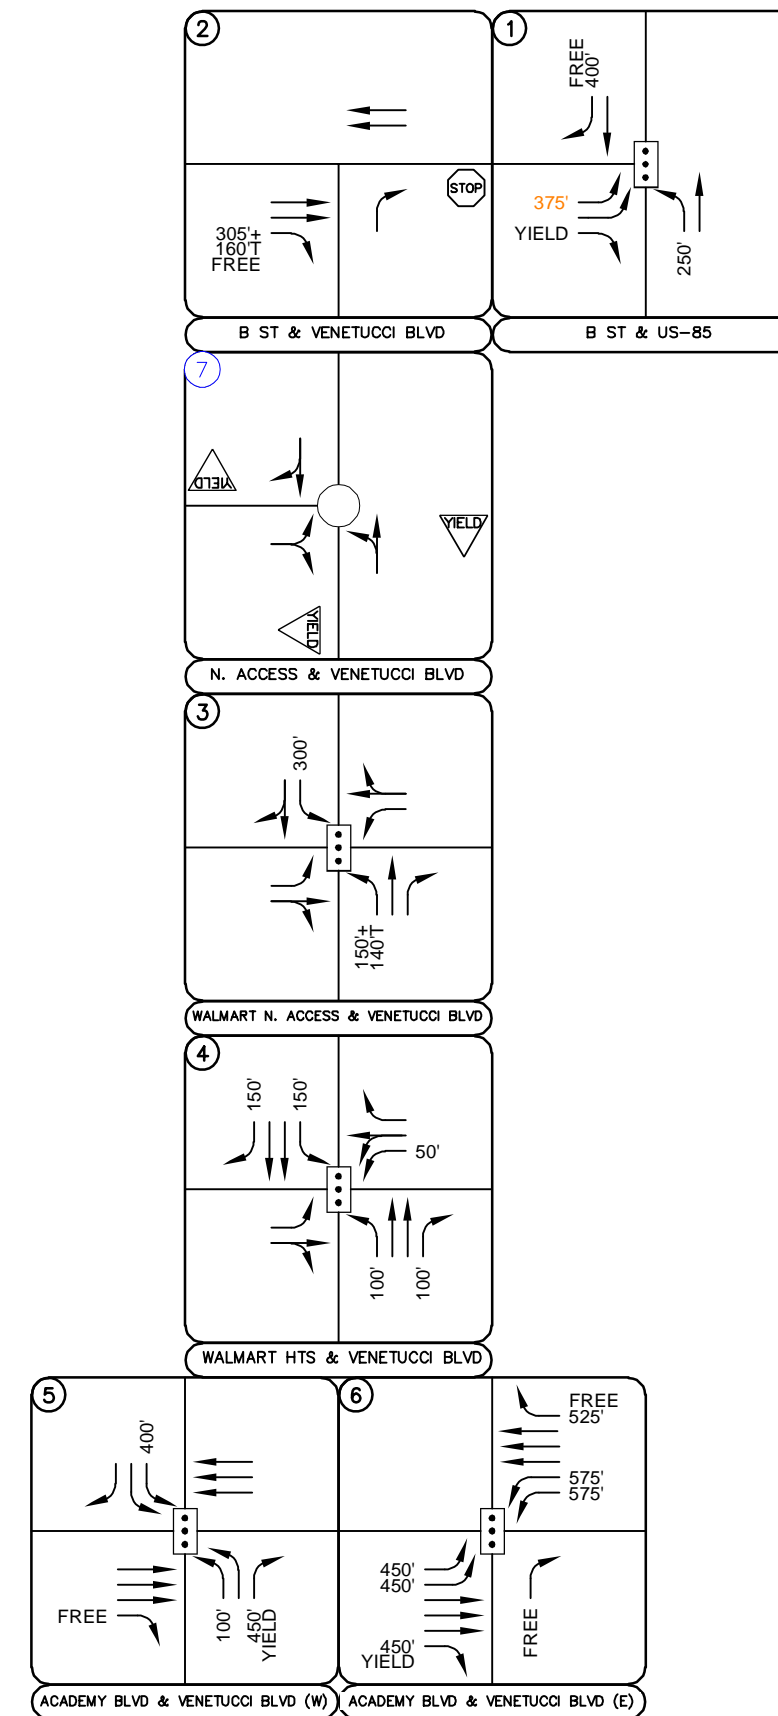 2
STOP
305'+
160'T
FREE
B ST & VENETUCCI BLVD
1
FREE
400'
375'
YIELD
250'
B ST & US-85
7
YIELD
YIELD
YIELD
N. ACCESS & VENETUCCI BLVD
3
300'
150'+
140'T
WALMART N. ACCESS & VENETUCCI BLVD
4
150'
150'
50'
100'
100'
WALMART HTS & VENETUCCI BLVD
5
400'
FREE
100'
450'
YIELD
ACADEMY BLVD & VENETUCCI BLVD (W)
6
FREE
525'
575'
575'
450'
450'
450'
YIELD
FREE
ACADEMY BLVD & VENETUCCI BLVD (E)